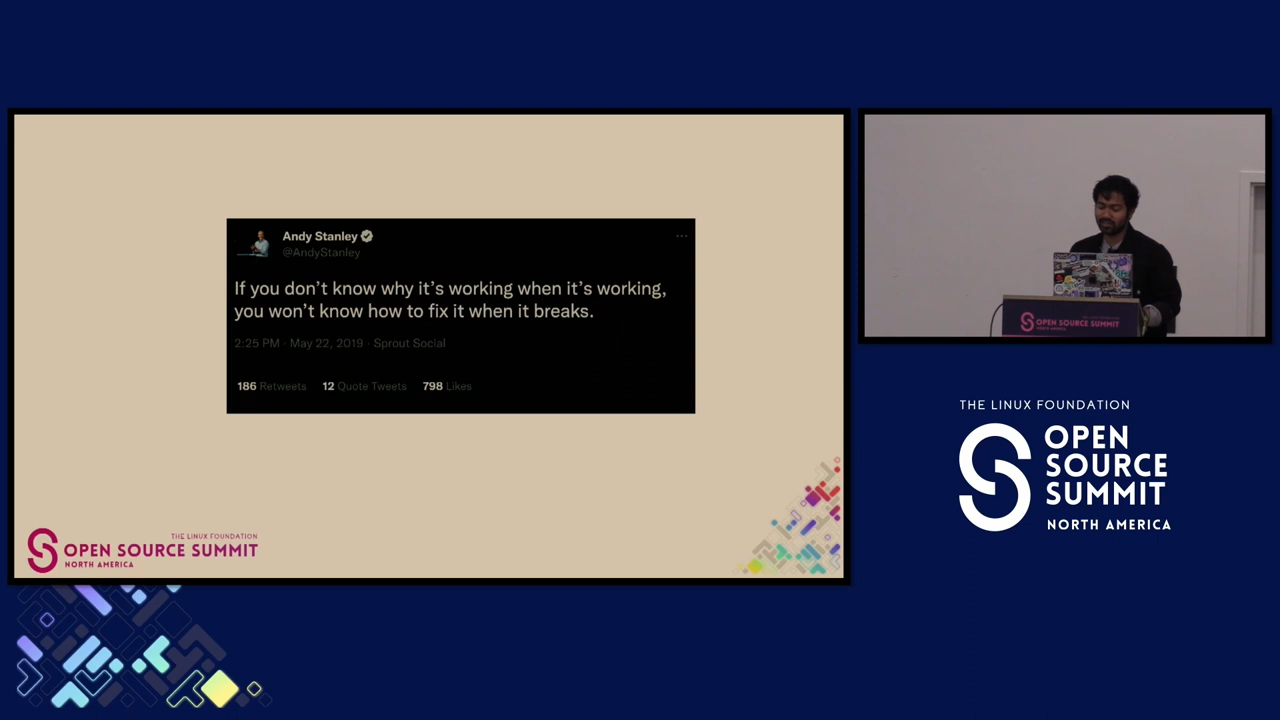 Andy Stanley
@AndyStanley
If you don’t know why it’s working when it’s working,
you won’t know how to fix it when it breaks.
2:25 PM · May 22, 2019 · Sprout Social
186 Retweets 12 Quote Tweets 798 Likes
THE LINUX FOUNDATION
OPEN SOURCE SUMMIT
NORTH AMERICA
OPEN SOURCE SUMMIT
NORTH AMERICA
THE LINUX FOUNDATION
OPEN
SOURCE
SUMMIT
NORTH AMERICA